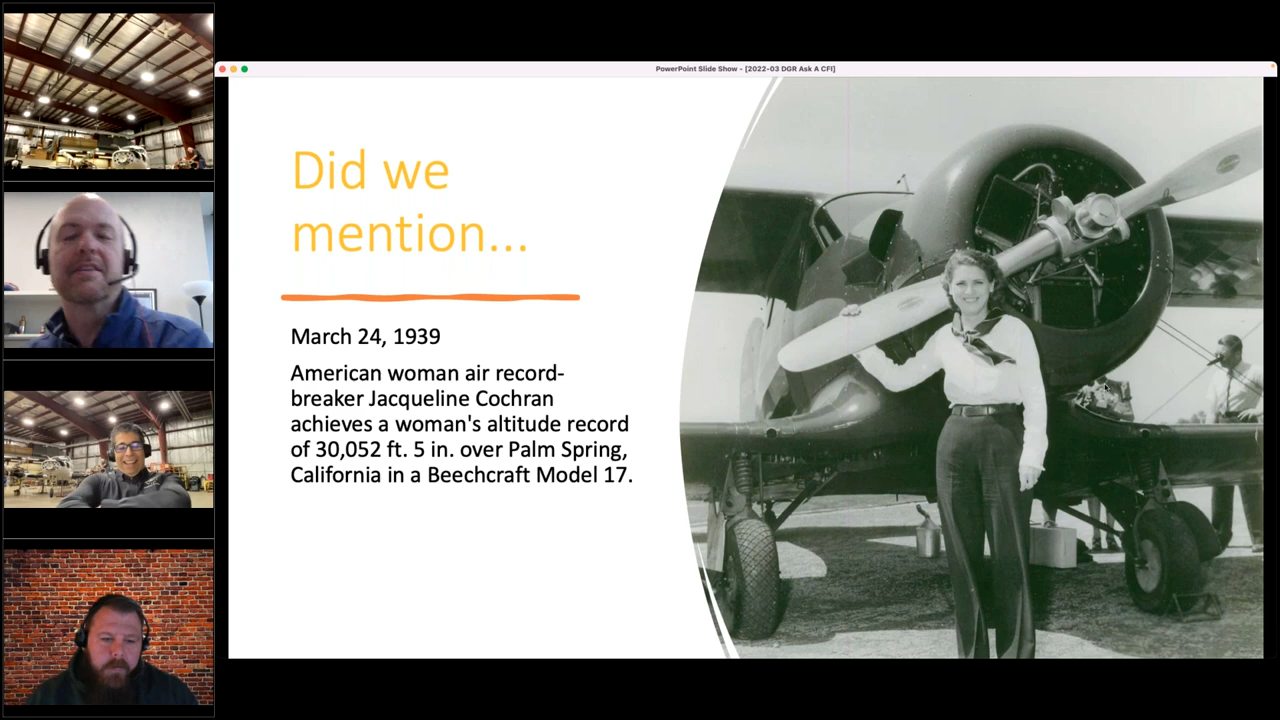 PowerPoint Slide Show - [2022-03 DGR Ask A CFI]
Did we
mention...
March 24, 1939
American woman air record-
breaker Jacqueline Cochran
achieves a woman's altitude record
of 30,052 ft. 5 in. over Palm Spring,
California in a Beechcraft Model 17.